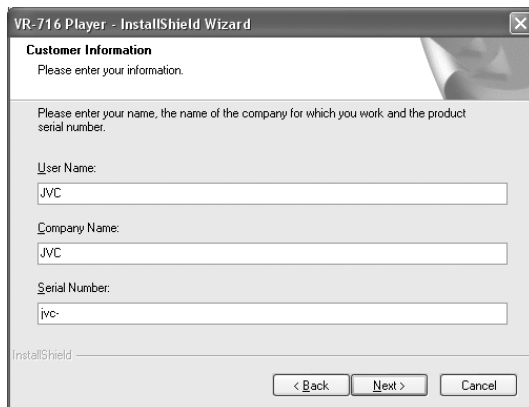 VR-716 Player - InstallShield Wizard
Customer Information
Please enter your information.
Please enter your name, the name of the company for which you work and the product
serial number.
User Name:
JVC
Company Name:
JVC
Serial Number:
jvc-
InstallShield
< Back
Next >
Cancel